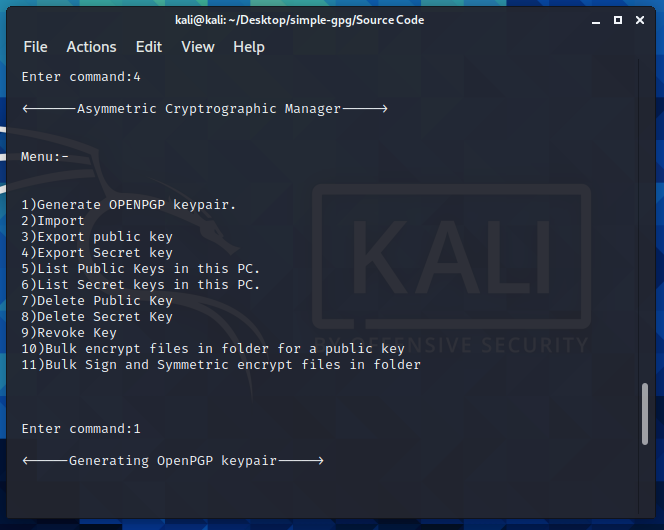 kali@kali: ~/Desktop/simple-gpg/Source Code
File Actions Edit View Help
Enter command:4
<------Asymmetric Cryptrographic Manager----->
Menu:-
1)Generate OPENPGP keypair.
2)Import
3)Export public key
4)Export Secret key
5)List Public Keys in this PC.
6)List Secret keys in this PC.
7)Delete Public Key
8)Delete Secret Key
9)Revoke Key
10)Bulk encrypt files in folder for a public key
11)Bulk Sign and Symmetric encrypt files in folder
KALI
BY OFFENSIVE SECURITY
Enter command:1
<-----Generating OpenPGP keypair----->